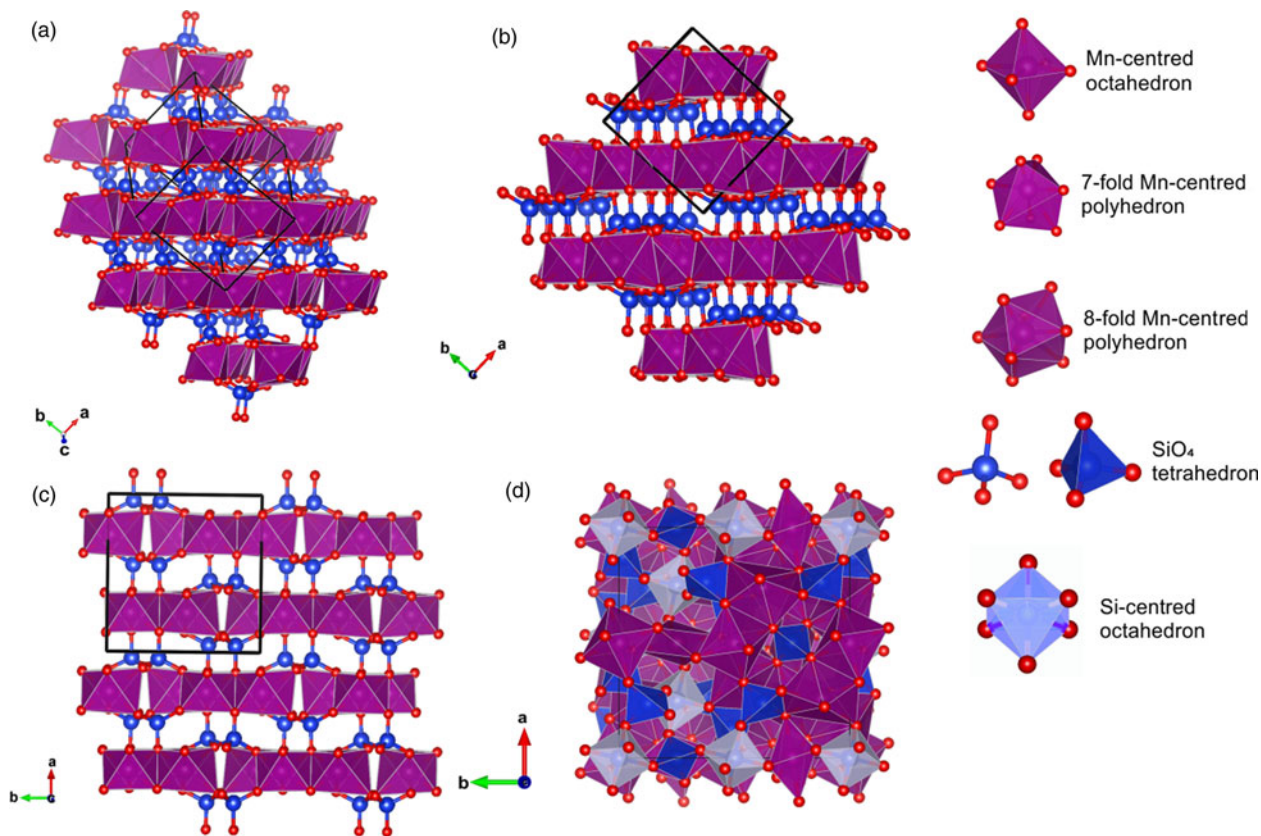 (a)
b
a
c
(b)
b
a
c
(c)
a
b
c
(d)
a
b
Mn-centred
octahedron
7-fold Mn-centred
polyhedron
8-fold Mn-centred
polyhedron
SiO₄
tetrahedron
Si-centred
octahedron